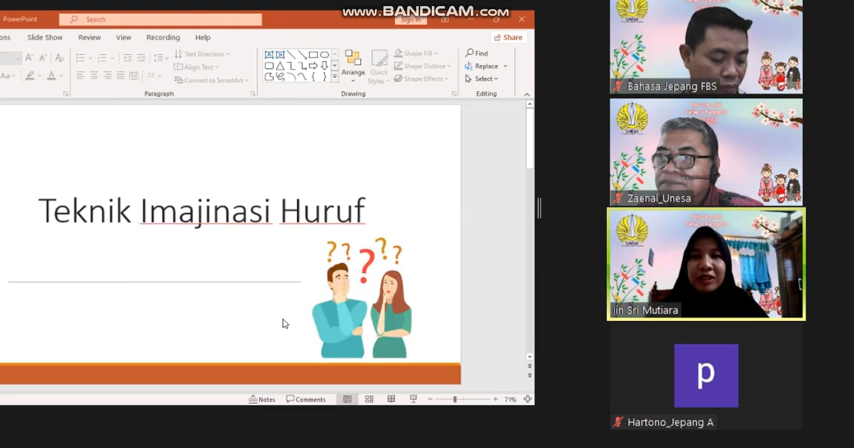 www.BANDICAM.com
PowerPoint
Search
Sign in
Slide Show
Review
View
Recording
Help
Share
Text Direction
Align Text
Convert to SmartArt
Paragraph
Arrange
Quick
Styles
Shape Fill
Shape Outline
Shape Effects
Drawing
Find
Replace
Select
Editing
Teknik Imajinasi Huruf
? ? ? ? ?
Notes
Comments
71%
Bahasa Jepang FBS
Zaenal_Unesa
Iin Sri Mutiara
p
Hartono_Jepang A